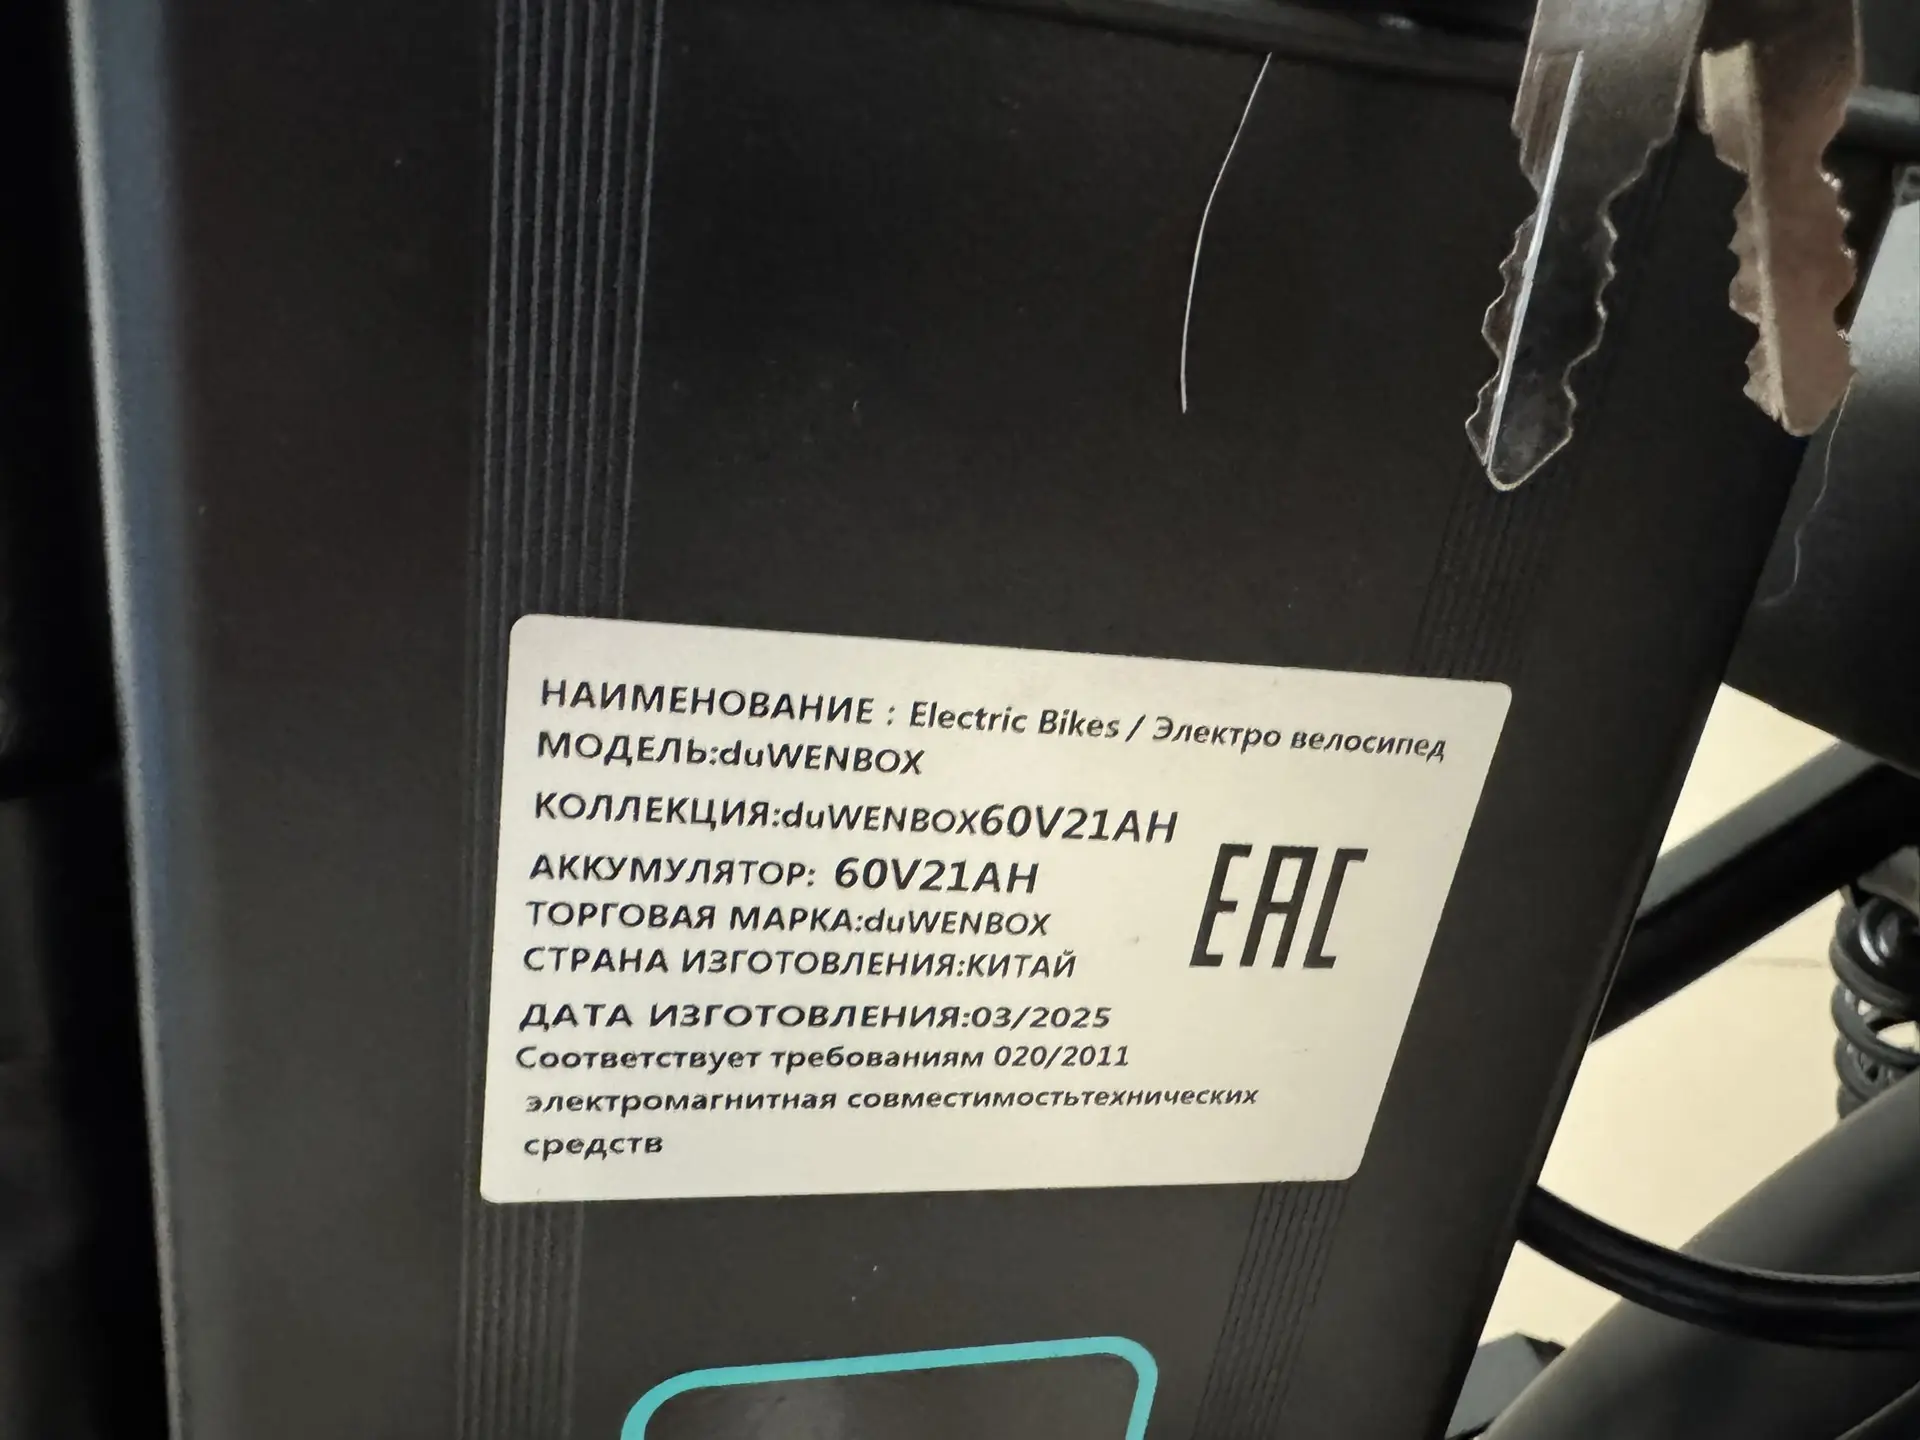 НАИМЕНОВАНИЕ : Electric Bikes / Электро велосипед
МОДЕЛЬ:duWENBOX
КОЛЛЕКЦИЯ:duWENBOX60V21AH
АККУМУЛЯТОР: 60V21AH
ТОРГОВАЯ МАРКА:duWENBOX
СТРАНА ИЗГОТОВЛЕНИЯ:КИТАЙ
ДАТА ИЗГОТОВЛЕНИЯ:03/2025
Соответствует требованиям 020/2011
электромагнитная совместимостьтехнических
средств
EAC